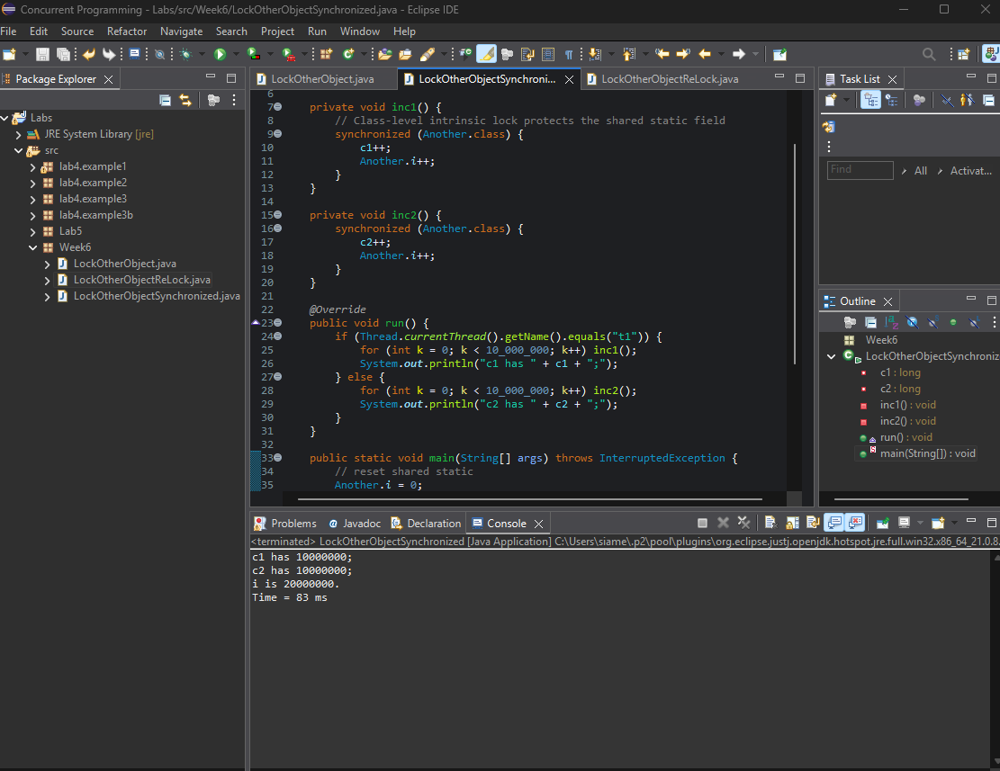 Concurrent Programming - Labs/src/Week6/LockOtherObjectSynchronized.java - Eclipse IDE
File Edit Source Refactor Navigate Search Project Run Window Help
Package Explorer
Labs
JRE System Library [jre]
src
lab4.example1
lab4.example2
lab4.example3
lab4.example3b
Lab5
Week6
LockOtherObject.java
LockOtherObjectReLock.java
LockOtherObjectSynchronized.java
LockOtherObject.java LockOtherObjectSynchroni... LockOtherObjectReLock.java
6
7 private void inc1() {
8 // Class-level intrinsic lock protects the shared static field
9 synchronized (Another.class) {
10 c1++;
11 Another.i++;
12 }
13 }
14
15 private void inc2() {
16 synchronized (Another.class) {
17 c2++;
18 Another.i++;
19 }
20 }
21
22 @Override
23 public void run() {
24 if (Thread.currentThread().getName().equals("t1")) {
25 for (int k = 0; k < 10_000_000; k++) inc1();
26 System.out.println("c1 has " + c1 + ";");
27 } else {
28 for (int k = 0; k < 10_000_000; k++) inc2();
29 System.out.println("c2 has " + c2 + ";");
30 }
31 }
32
33 public static void main(String[] args) throws InterruptedException {
34 // reset shared static
35 Another.i = 0;
Task List
Find All Activat...
Outline
Week6
LockOtherObjectSynchroniz
c1 : long
c2 : long
inc1() : void
inc2() : void
run() : void
main(String[]) : void
Problems Javadoc Declaration Console
<terminated> LockOtherObjectSynchronized [Java Application] C:\Users\siame\.p2\pool\plugins\org.eclipse.justj.openjdk.hotspot.jre.full.win32.x86_64_21.0.8.
c1 has 10000000;
c2 has 10000000;
i is 20000000.
Time = 83 ms